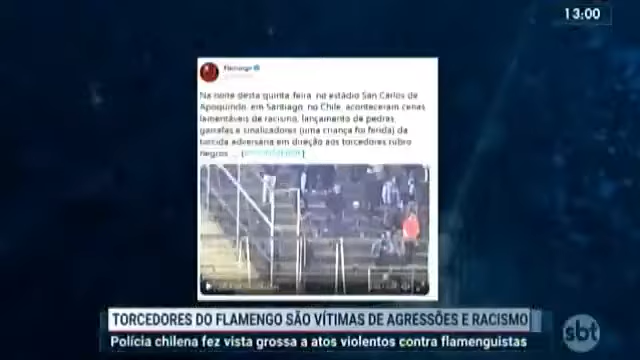 13:00
Flamengo
Na noite desta quinta-feira, no estádio San Carlos de
Apoquindo, em Santiago, no Chile, aconteceram cenas
lamentáveis de racismo, lançamento de pedras,
garrafas e sinalizadores (uma criança foi ferida) da
torcida adversária em direção aos torcedores rubro
negros ...
TORCEDORES DO FLAMENGO SÃO VÍTIMAS DE AGRESSÕES E RACISMO
sbt
Polícia chilena fez vista grossa a atos violentos contra flamenguistas